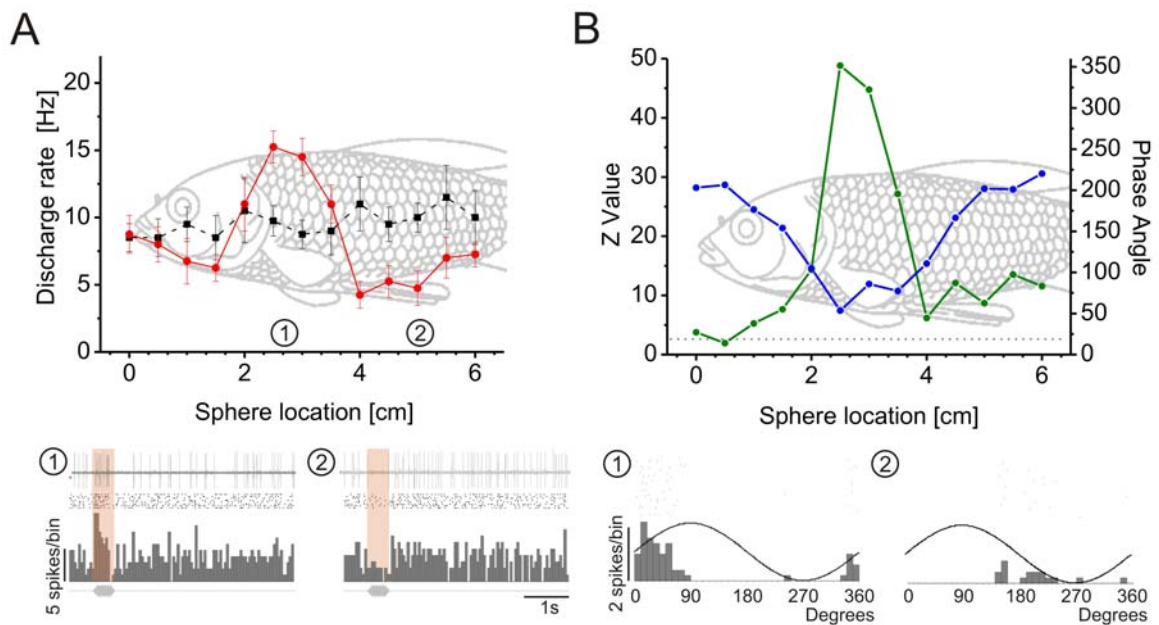 A
B
Discharge rate [Hz]
20
15
10
5
0
1
2
0 2 4 6
Sphere location [cm]
Z Value
50
40
30
20
10
0
Phase Angle
350
300
250
200
150
100
50
0
0 2 4 6
Sphere location [cm]
1
2
5 spikes/bin
1s
1
2
2 spikes/bin
0 90 180 270 360
Degrees
0 90 180 270 360
Degrees